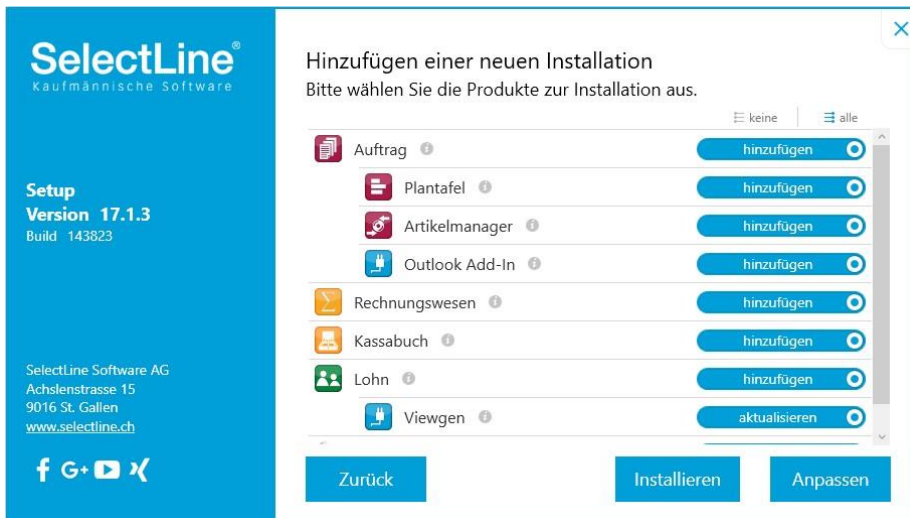 SelectLine®
Kaufmännische Software
Setup
Version 17.1.3
Build 143823
SelectLine Software AG
Achslenstrasse 15
9016 St. Gallen
www.selectline.ch
Hinzufügen einer neuen Installation
Bitte wählen Sie die Produkte zur Installation aus.
keine alle
Auftrag hinzufügen
Plantafel hinzufügen
Artikelmanager hinzufügen
Outlook Add-In hinzufügen
Rechnungswesen hinzufügen
Kassabuch hinzufügen
Lohn hinzufügen
Viewgen aktualisieren
Zurück Installieren Anpassen